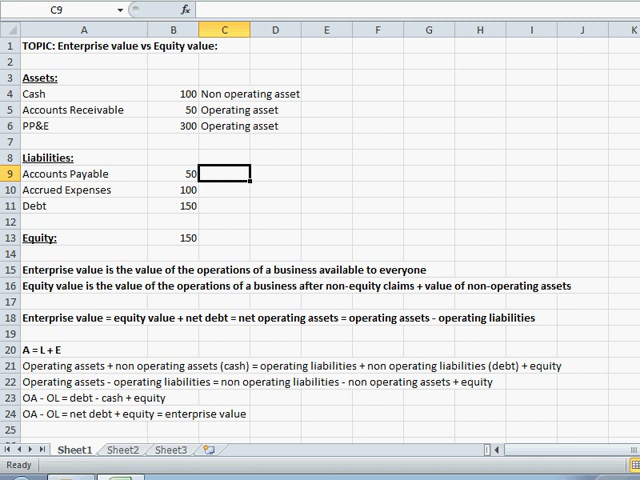 C9 fx
A B C D E F G H I J K
1 TOPIC: Enterprise value vs Equity value:
2
3 Assets:
4 Cash 100 Non operating asset
5 Accounts Receivable 50 Operating asset
6 PP&E 300 Operating asset
7
8 Liabilities:
9 Accounts Payable 50
10 Accrued Expenses 100
11 Debt 150
12
13 Equity: 150
14
15 Enterprise value is the value of the operations of a business available to everyone
16 Equity value is the value of the operations of a business after non-equity claims + value of non-operating assets
17
18 Enterprise value = equity value + net debt = net operating assets = operating assets - operating liabilities
19
20 A = L + E
21 Operating assets + non operating assets (cash) = operating liabilities + non operating liabilities (debt) + equity
22 Operating assets - operating liabilities = non operating liabilities - non operating assets + equity
23 OA - OL = debt - cash + equity
24 OA - OL = net debt + equity = enterprise value
25
Sheet1 Sheet2 Sheet3
Ready